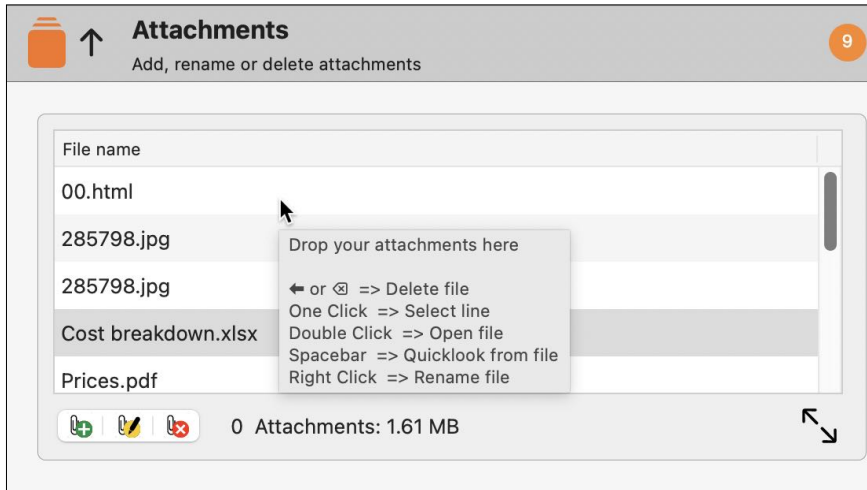 Attachments
9
Add, rename or delete attachments
File name
00.html
285798.jpg
285798.jpg
Cost breakdown.xlsx
Prices.pdf
Drop your attachments here
⬅ or ⌫ => Delete file
One Click => Select line
Double Click => Open file
Spacebar => Quicklook from file
Right Click => Rename file
0 Attachments: 1.61 MB